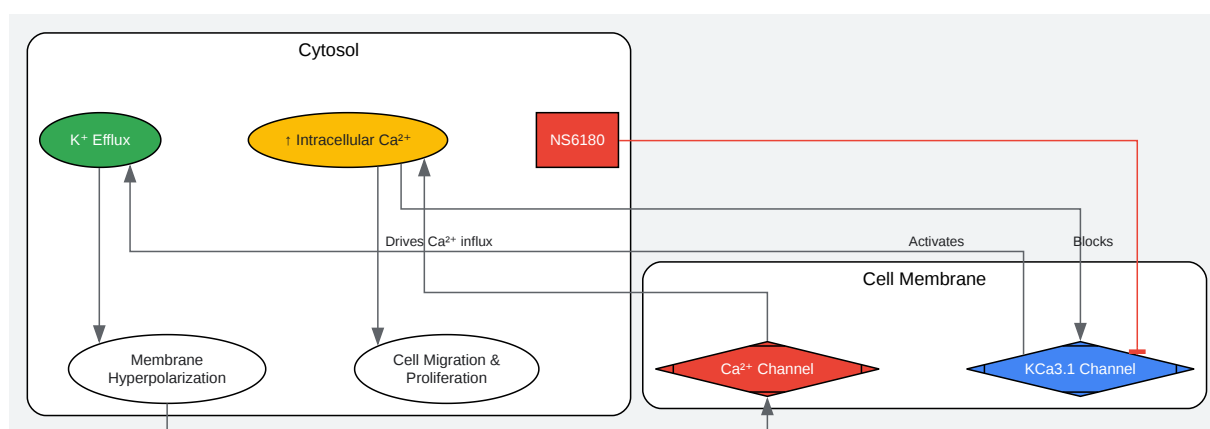 Cytosol
K⁺ Efflux
↑ Intracellular Ca²⁺
NS6180
Drives Ca²⁺ influx
Activates
Blocks
Cell Membrane
Membrane
Hyperpolarization
Cell Migration &
Proliferation
Ca²⁺ Channel
KCa3.1 Channel